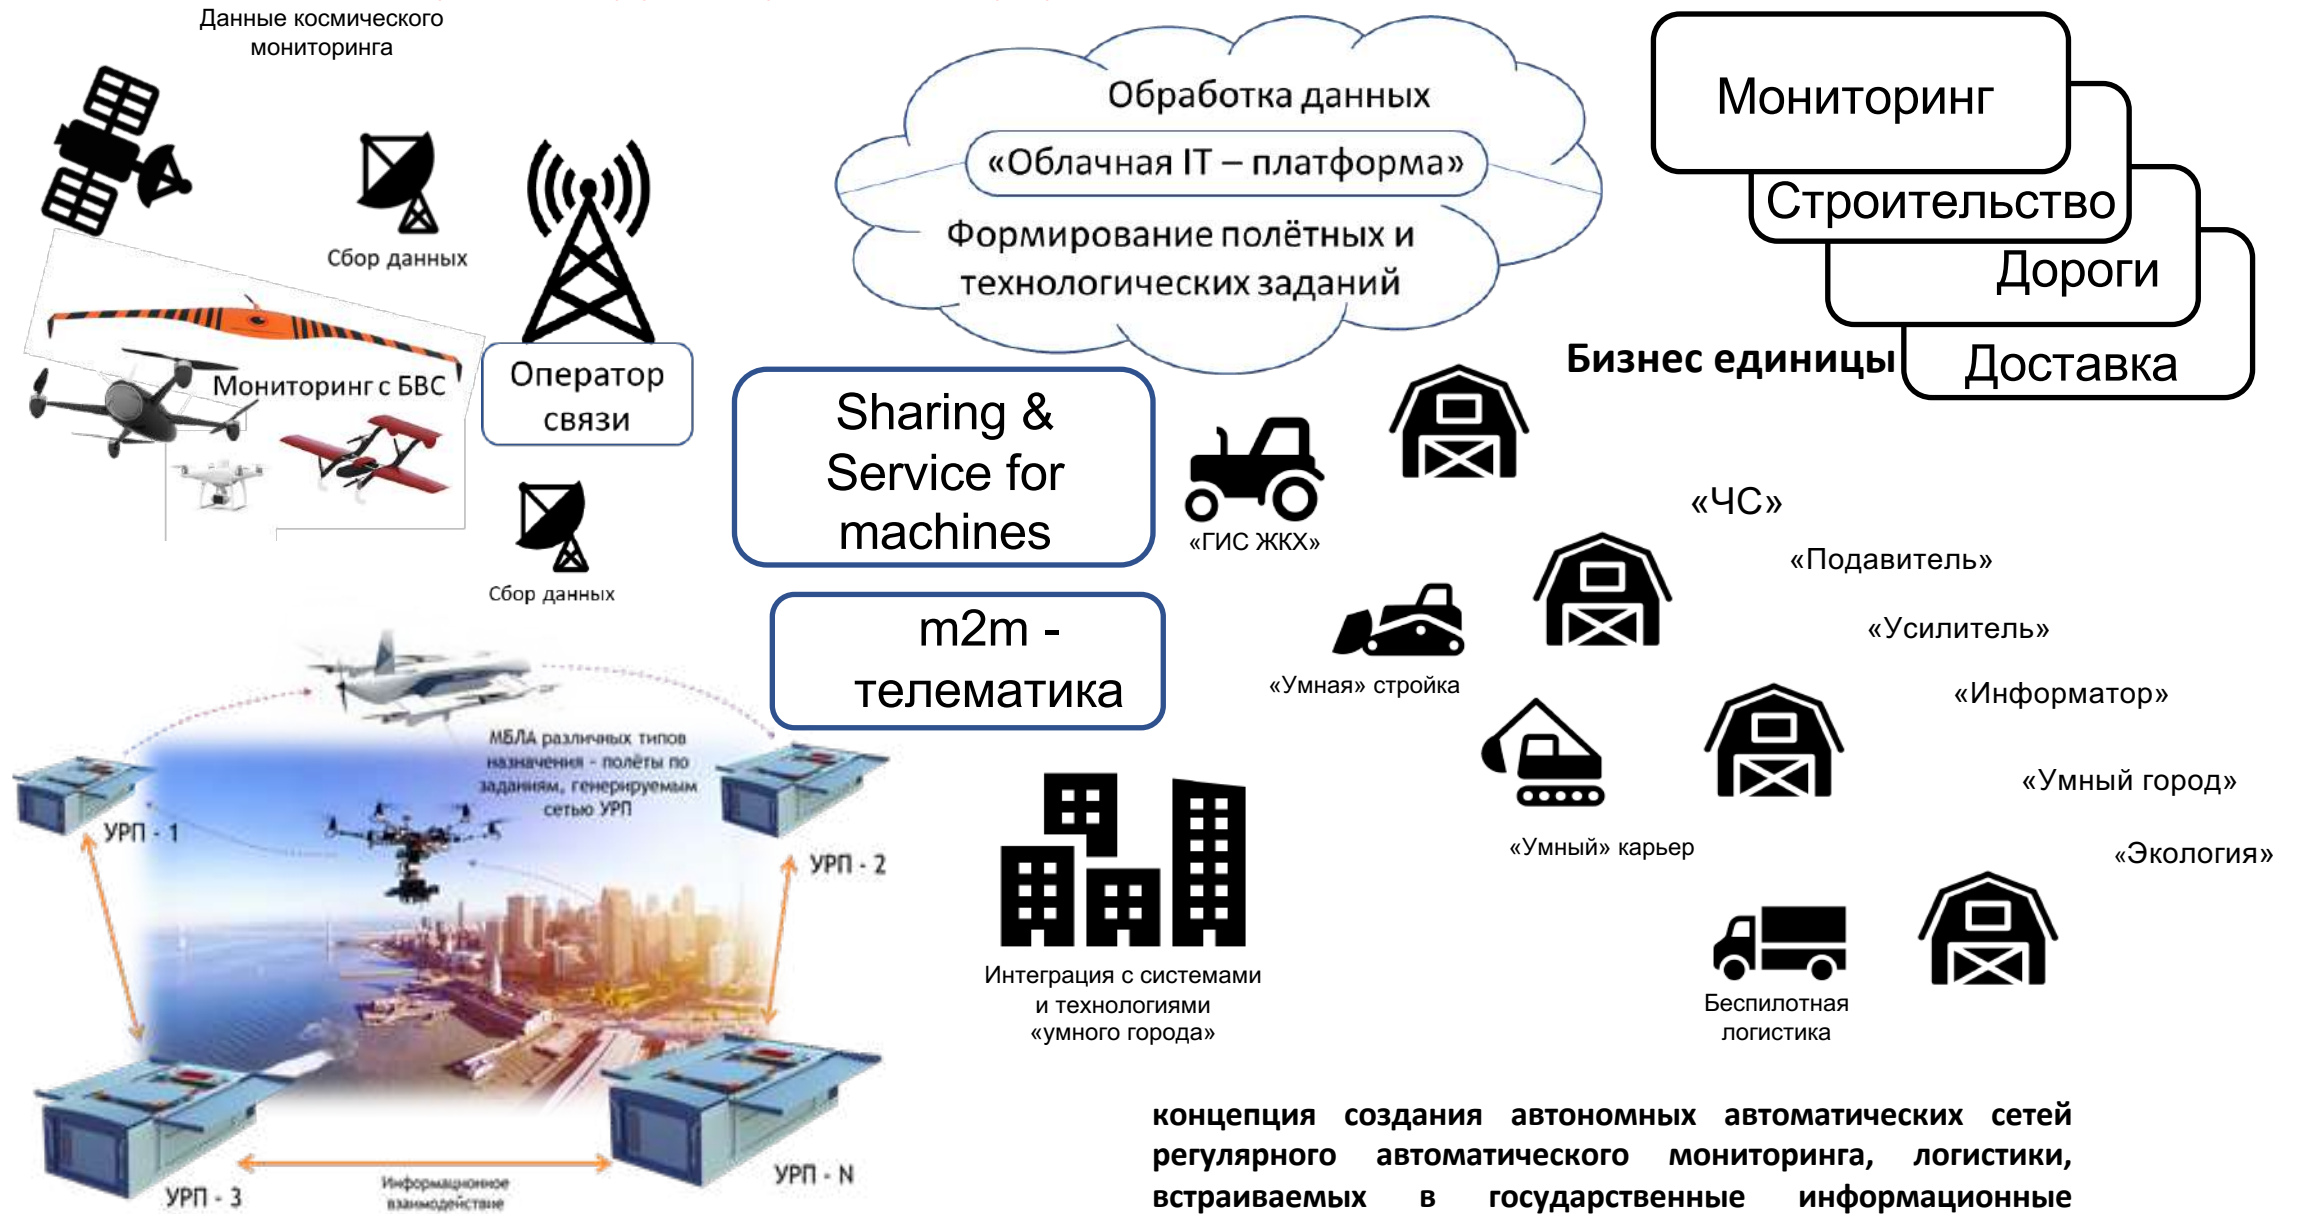 Данные космического
мониторинга
Сбор данных
Мониторинг с БВС
Оператор
связи
Сбор данных
Обработка данных
«Облачная IT – платформа»
Формирование полётных и
технологических заданий
Мониторинг
Строительство
Дороги
Бизнес единицы
Доставка
Sharing &
Service for
machines
m2m -
телематика
«ГИС ЖКХ»
«Умная» стройка
«Умный» карьер
Беспилотная
логистика
«ЧС»
«Подавитель»
«Усилитель»
«Информатор»
«Умный город»
«Экология»
МБЛА различных типов
назначения - полёты по
заданиям, генерируемым
сетью УРП
УРП - 1
УРП - 2
УРП - 3
УРП - N
Информационное
взаимодействие
Интеграция с системами
и технологиями
«умного города»
концепция создания автономных автоматических сетей
регулярного автоматического мониторинга, логистики,
встраиваемых в государственные информационные